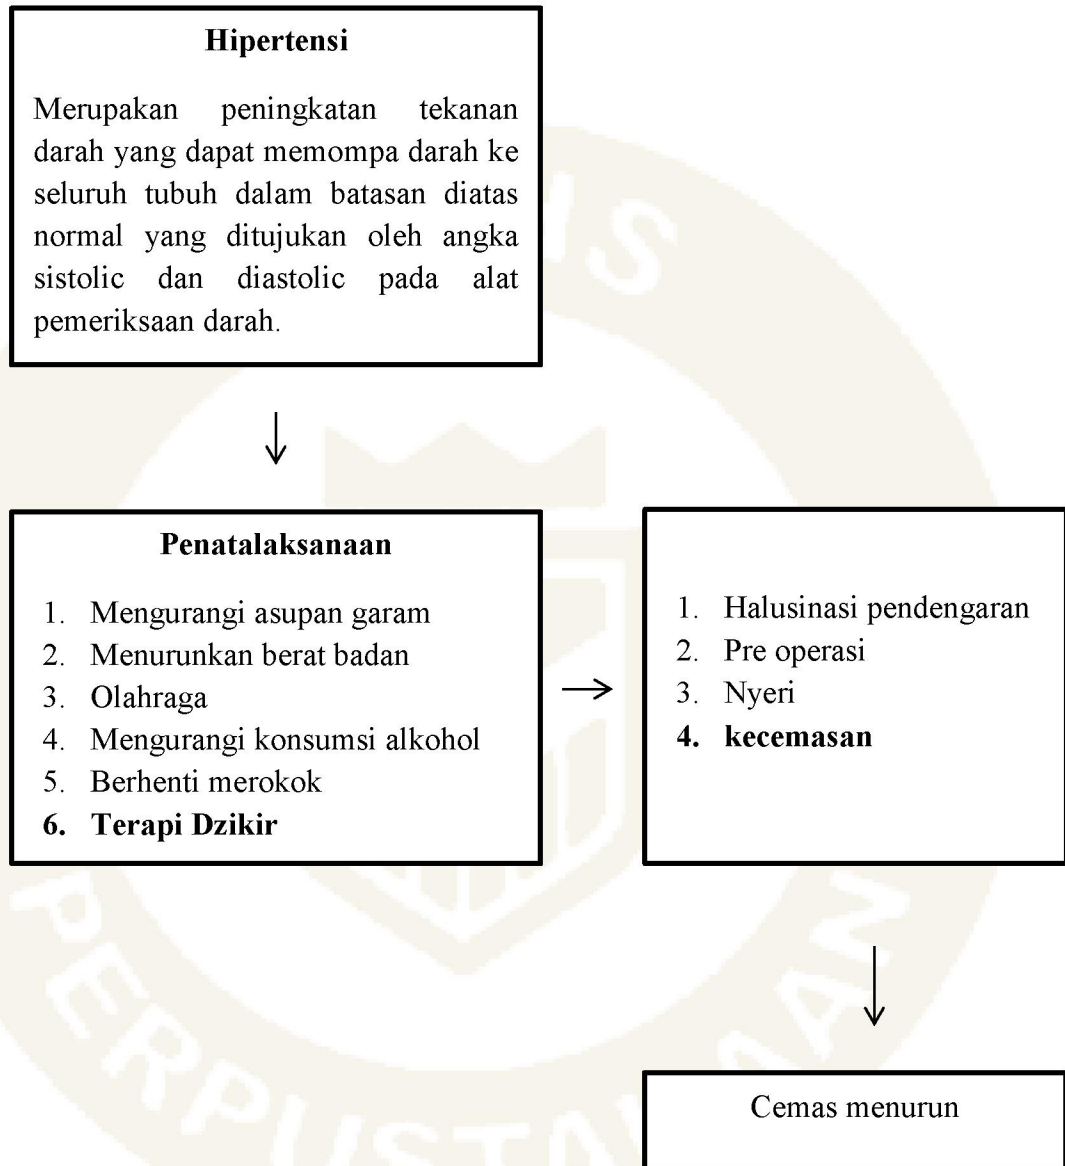 Hipertensi
Merupakan peningkatan tekanan
darah yang dapat memompa darah ke
seluruh tubuh dalam batasan diatas
normal yang ditujukan oleh angka
sistolic dan diastolic pada alat
pemeriksaan darah.
Penatalaksanaan
1. Mengurangi asupan garam
2. Menurunkan berat badan
3. Olahraga
4. Mengurangi konsumsi alkohol
5. Berhenti merokok
6. Terapi Dzikir
1. Halusinasi pendengaran
2. Pre operasi
3. Nyeri
4. kecemasan
Cemas menurun